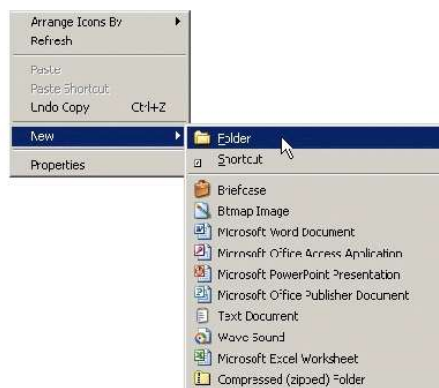 Arrange Icons By
Refresh
Paste
Paste Shortcut
Undo Copy Ctrl+Z
New
Properties
Folder
Shortcut
Briefcase
Bitmap Image
Microsoft Word Document
Microsoft Office Access Application
Microsoft PowerPoint Presentation
Microsoft Office Publisher Document
Text Document
Wave Sound
Microsoft Excel Worksheet
Compressed (zipped) Folder